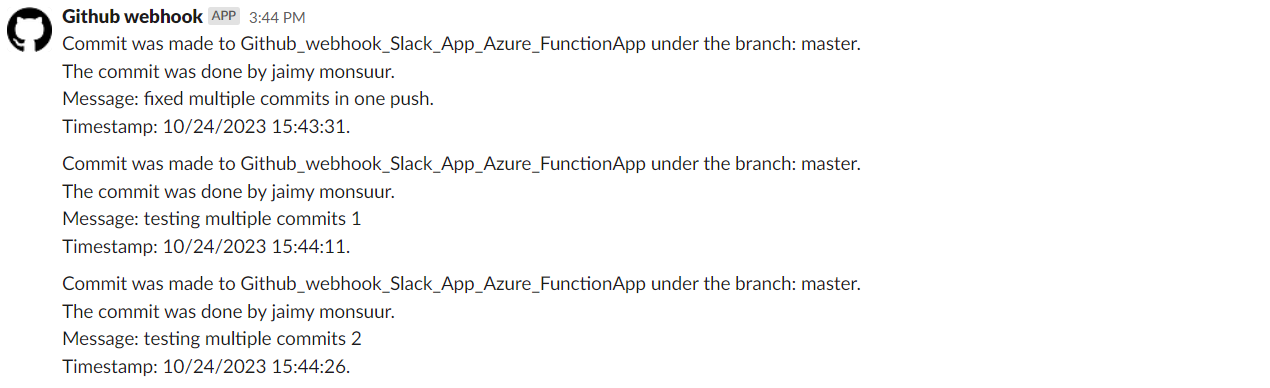 Github webhook APP 3:44 PM
Commit was made to Github_webhook_Slack_App_Azure_FunctionApp under the branch: master.
The commit was done by jaimy monsuur.
Message: fixed multiple commits in one push.
Timestamp: 10/24/2023 15:43:31.
Commit was made to Github_webhook_Slack_App_Azure_FunctionApp under the branch: master.
The commit was done by jaimy monsuur.
Message: testing multiple commits 1
Timestamp: 10/24/2023 15:44:11.
Commit was made to Github_webhook_Slack_App_Azure_FunctionApp under the branch: master.
The commit was done by jaimy monsuur.
Message: testing multiple commits 2
Timestamp: 10/24/2023 15:44:26.